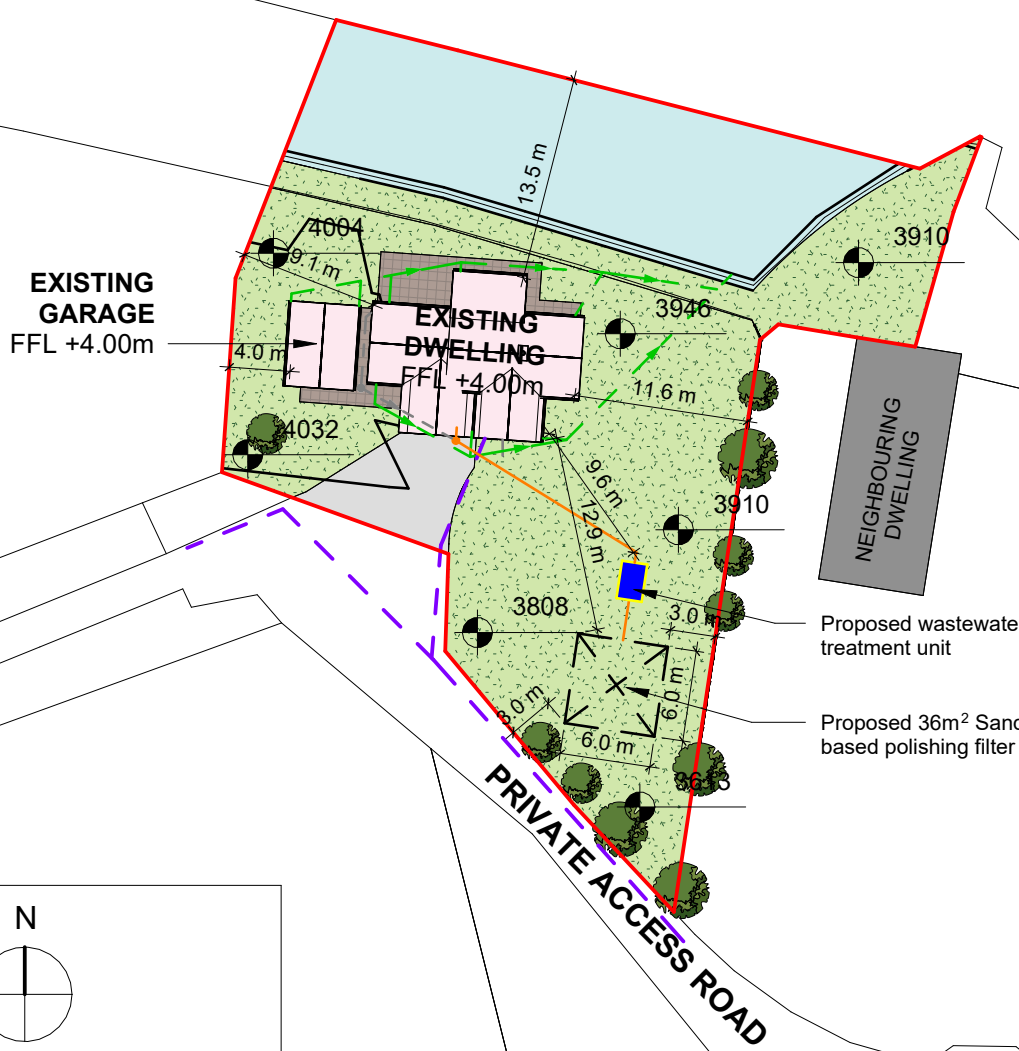 13.5 m
4004
3910
9.1 m
EXISTING
GARAGE
FFL +4.00m
3946
EXISTING
DWELLING
FFL +4.00m
4.0 m
11.6 m
4032
NEIGHBOURING
DWELLING
9.6 m
12.9 m
3910
3808
3.0 m
Proposed wastewate
treatment unit
6.0 m
3.0 m
6.0 m
Proposed 36m² Sand
based polishing filter
PRIVATE ACCESS ROAD
N